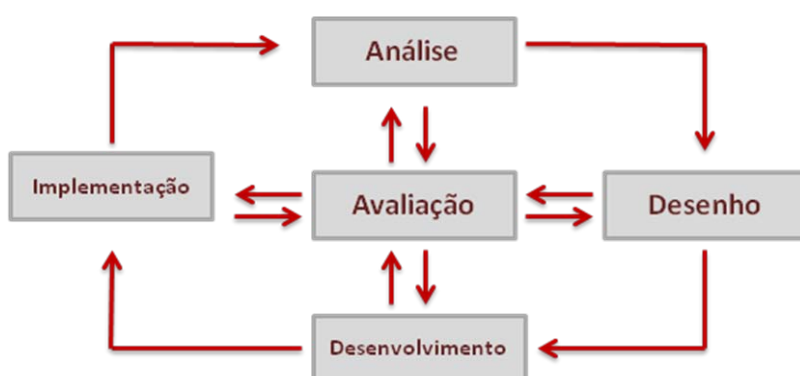 Análise
Implementação
Avaliação
Desenho
Desenvolvimento